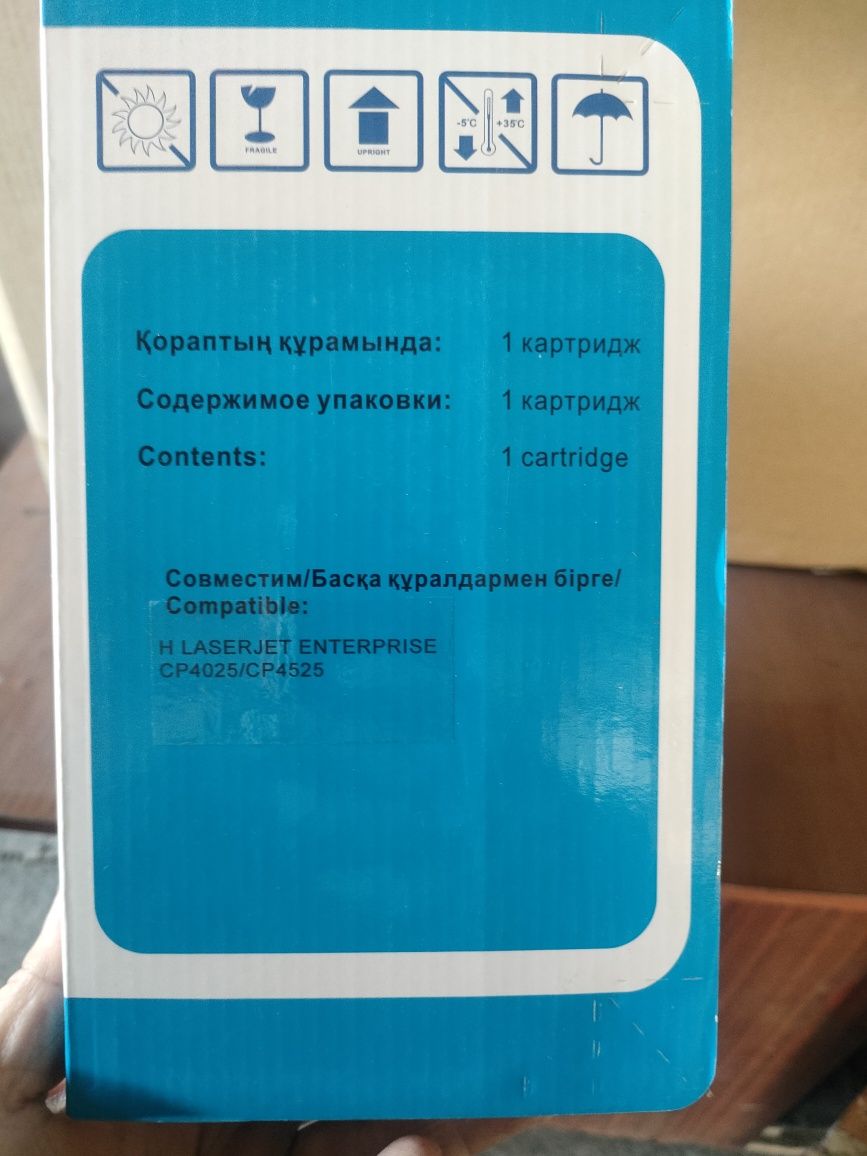 FRAGILE
UPRIGHT
-5°C +35°C
Қораптың құрамында: 1 картридж
Содержимое упаковки: 1 картридж
Contents: 1 cartridge
Совместим/Басқа құралдармен бірге/
Compatible:
H LASERJET ENTERPRISE
CP4025/CP4525